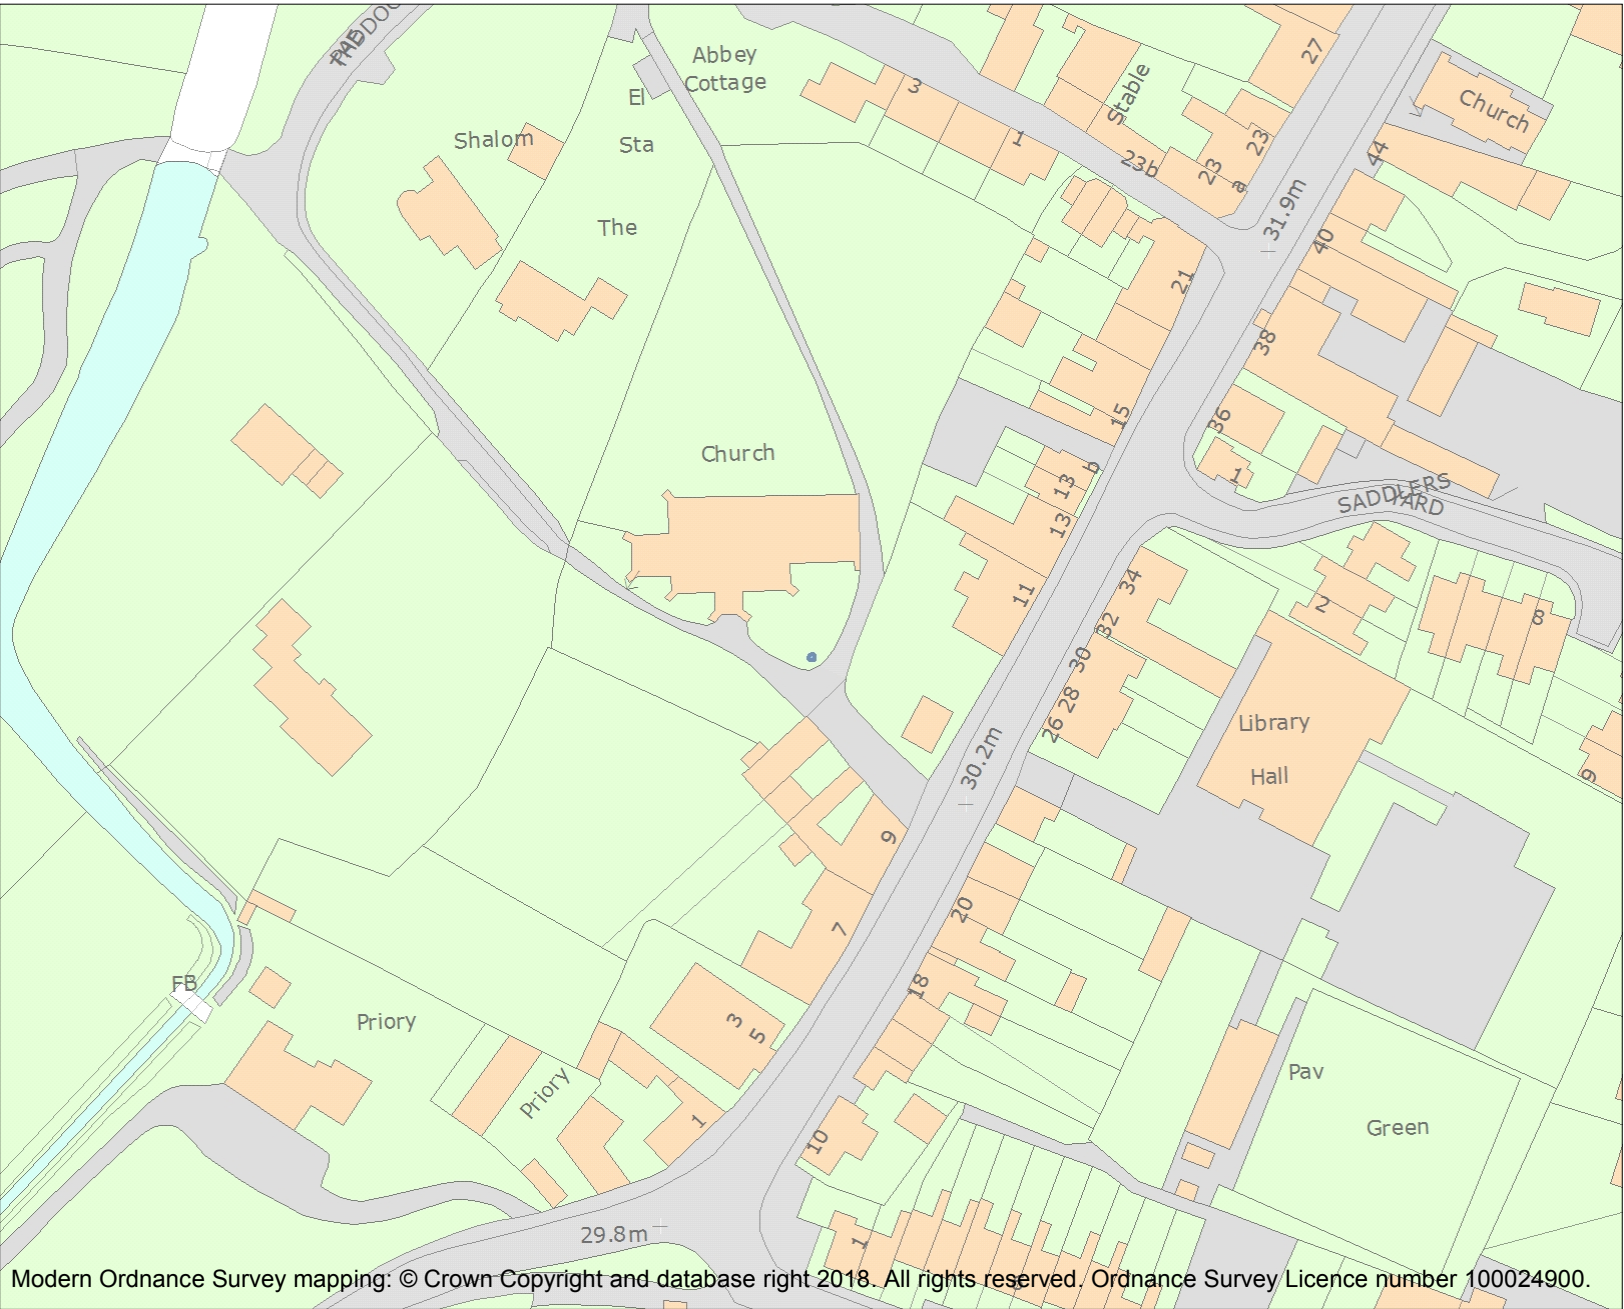 THE
PADDOC
Abbey
Cottage
El
Sta
Shalom
The
Church
3
1
Stable
27
23b
23
23
a
31.9m
Church
44
40
38
36
1
21
15
13
b
13
11
SADDLERS
YARD
34
32
30
28
26
2
8
9
Library
Hall
30.2m
9
7
20
18
3
5
FB
Priory
Priory
1
10
Pav
Green
29.8m
1
Modern Ordnance Survey mapping: © Crown Copyright and database right 2018. All rights reserved. Ordnance Survey Licence number 100024900.